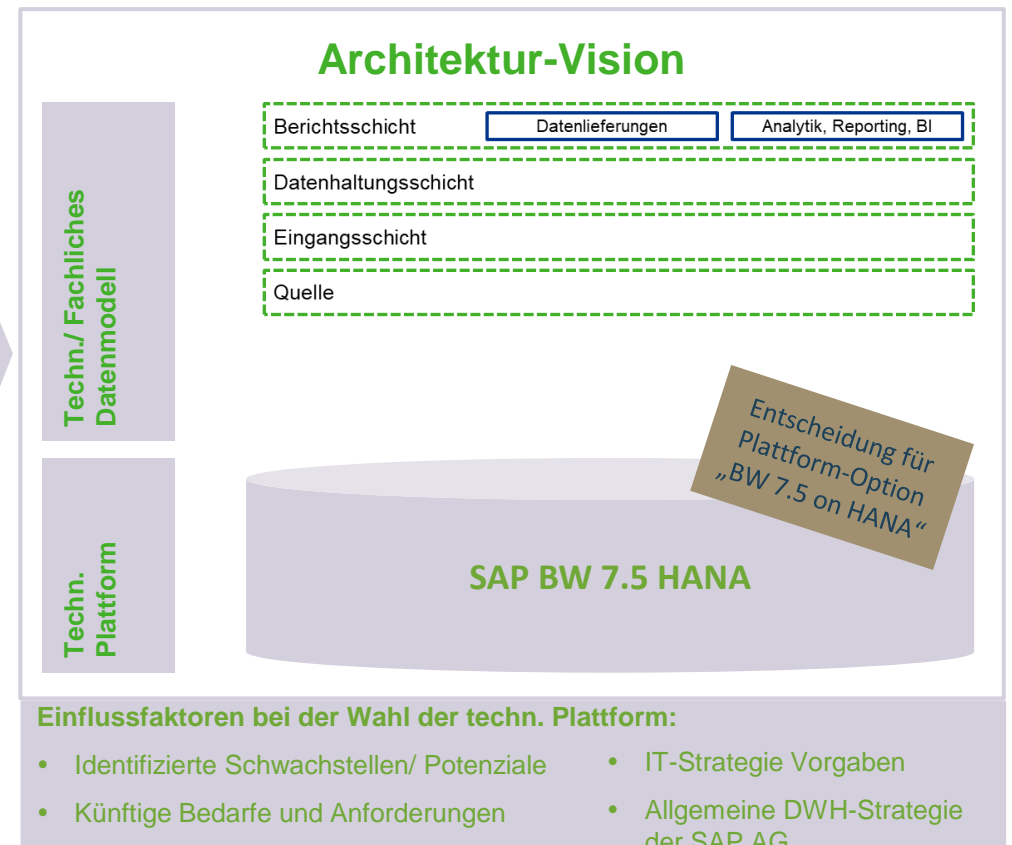 Architektur-Vision
Techn./ Fachliches
Datenmodell
Berichtsschicht
Datenlieferungen
Analytik, Reporting, BI
Datenhaltungsschicht
Eingangsschicht
Quelle
Entscheidung für
Plattform-Option
„BW 7.5 on HANA“
Techn.
Plattform
SAP BW 7.5 HANA
Einflussfaktoren bei der Wahl der techn. Plattform:
• Identifizierte Schwachstellen/ Potenziale
• Künftige Bedarfe und Anforderungen
• IT-Strategie Vorgaben
• Allgemeine DWH-Strategie
der SAP AG